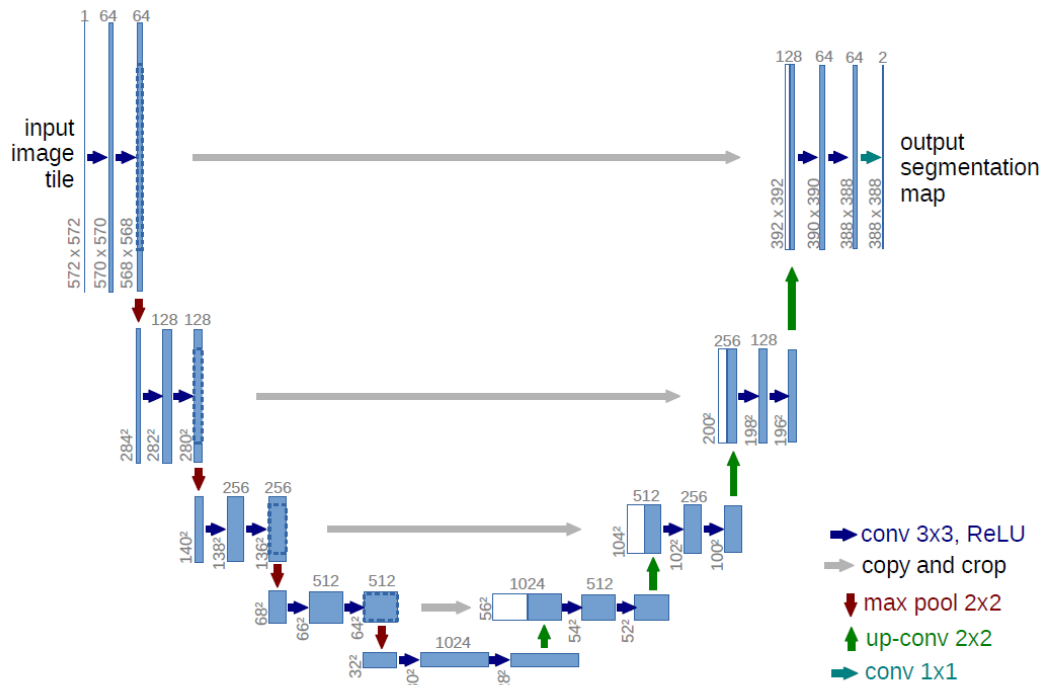 1 64 64
128 64 64 2
input
image
tile
output
segmentation
map
572 x 572
570 x 570
568 x 568
392 x 392
390 x 390
388 x 388
388 x 388
128 128
256 128
284²
282²
280²
200²
198²
196²
256 256
512 256
140²
138²
136²
104²
102²
100²
512 512
1024 512
68²
66²
64²
56²
54²
52²
1024
32²
conv 3x3, ReLU
copy and crop
max pool 2x2
up-conv 2x2
conv 1x1